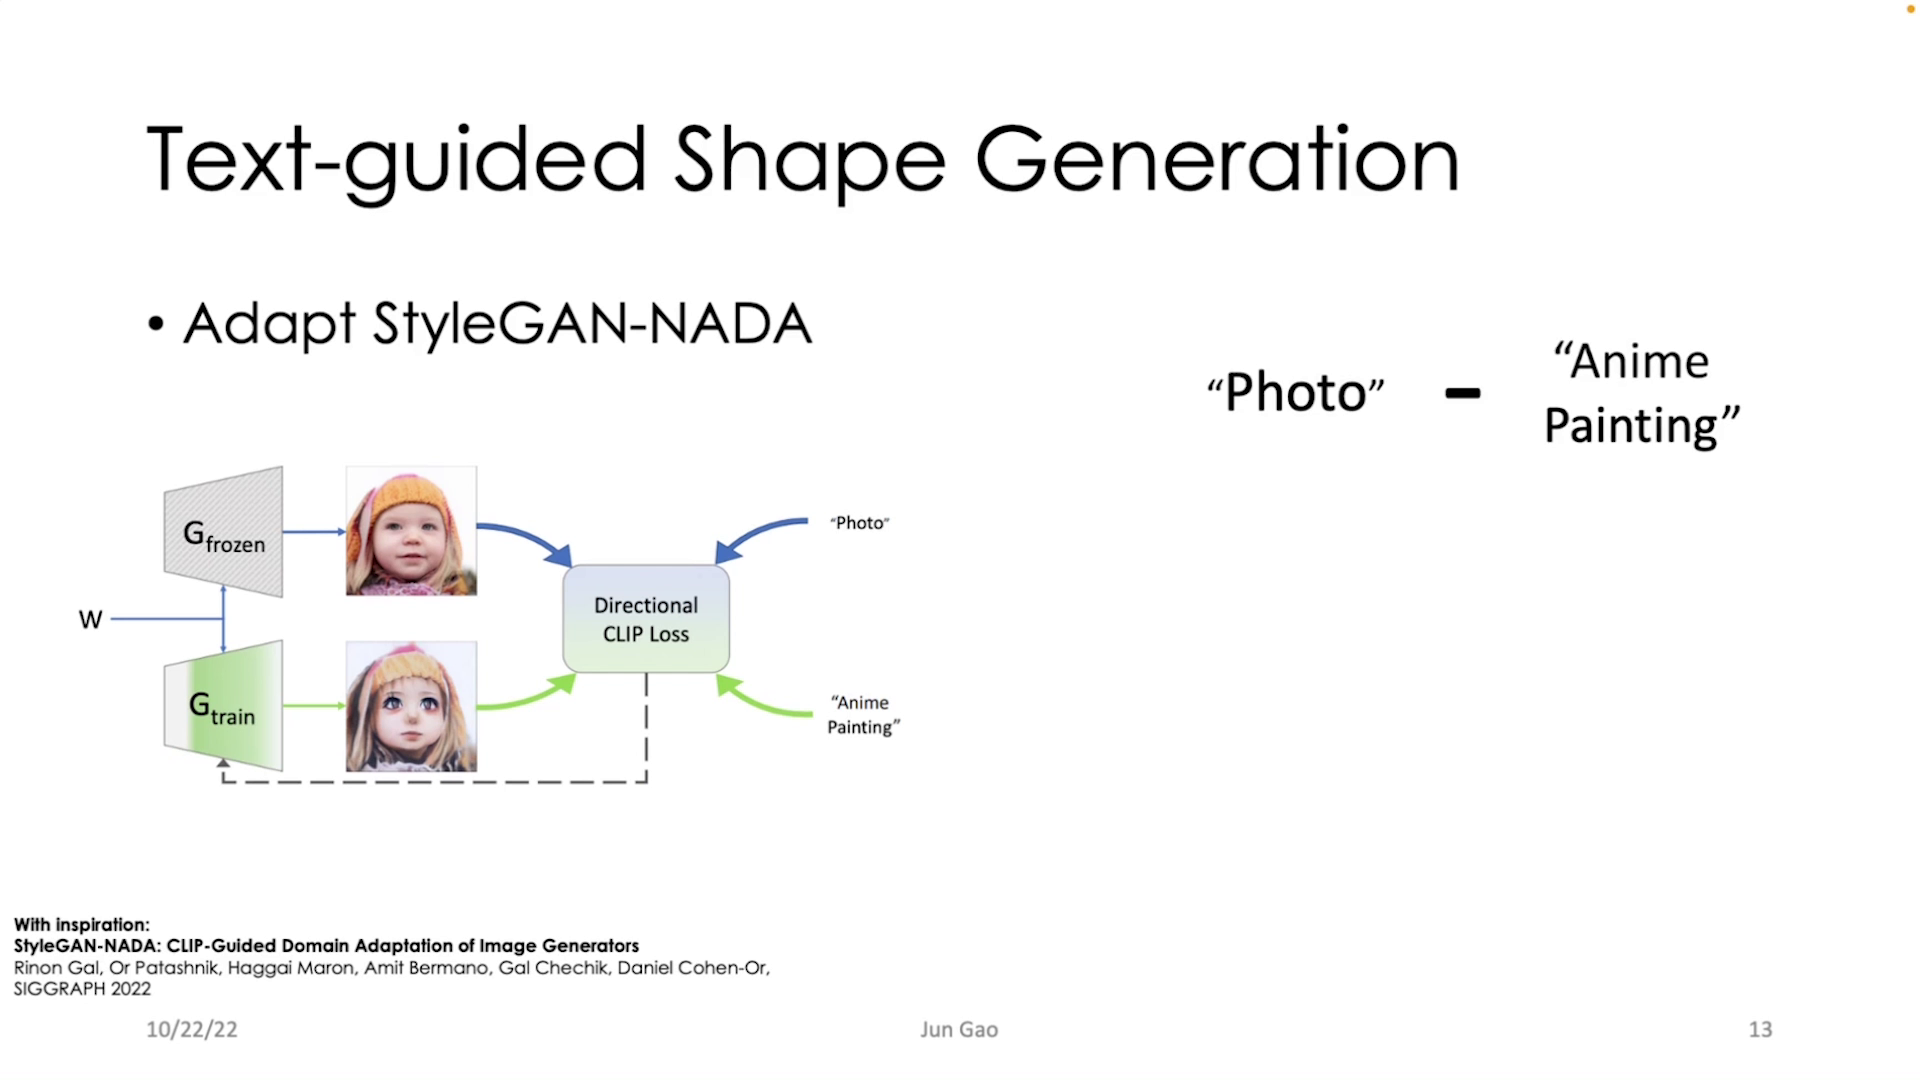 Text-guided Shape Generation
• Adapt StyleGAN-NADA
“Photo” - “Anime
Painting”
G frozen
W
G train
Directional
CLIP Loss
“Photo”
“Anime
Painting”
With inspiration:
StyleGAN-NADA: CLIP-Guided Domain Adaptation of Image Generators
Rinon Gal, Or Patashnik, Haggai Maron, Amit Bermano, Gal Chechik, Daniel Cohen-Or,
SIGGRAPH 2022
10/22/22
Jun Gao
13